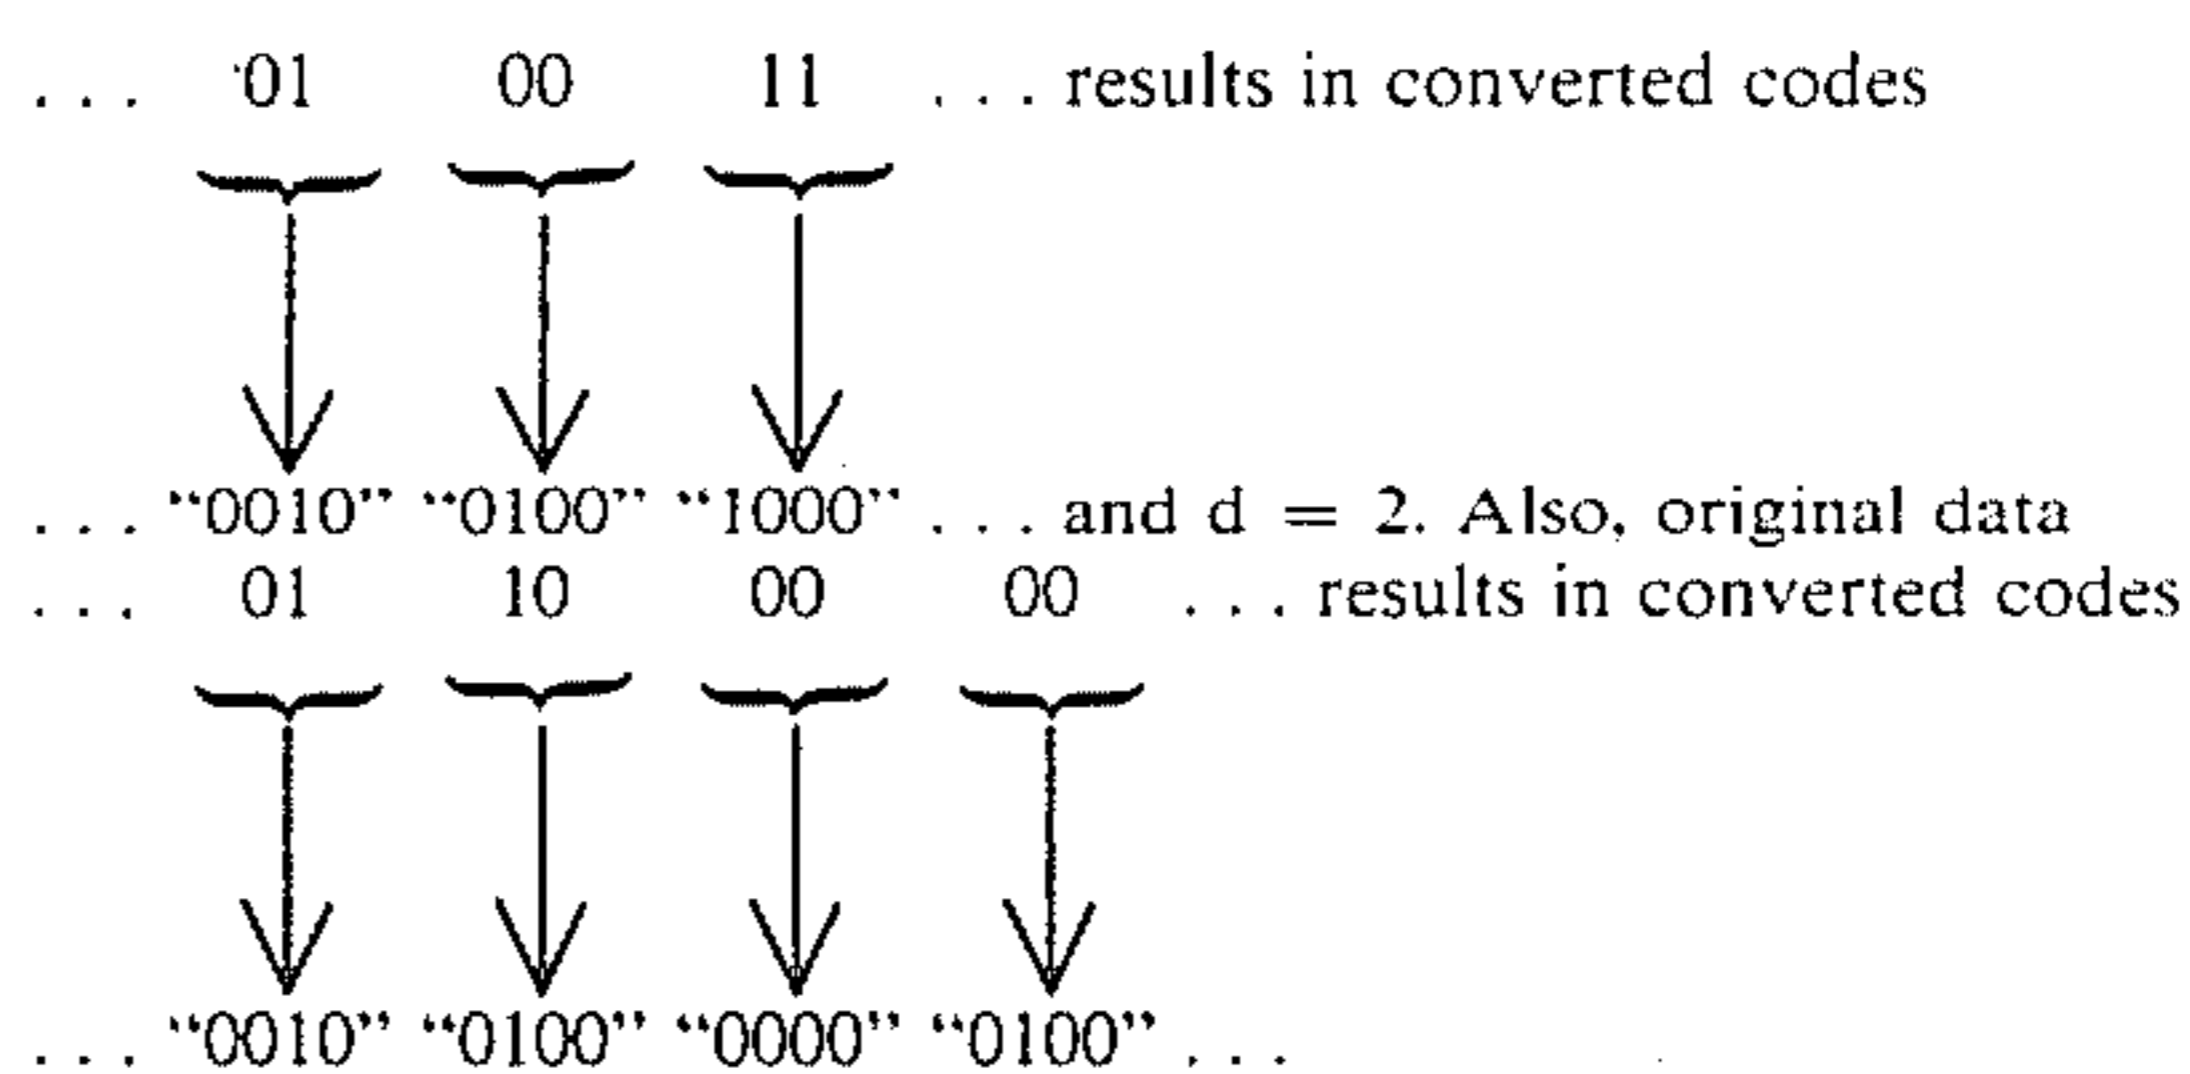 . . . 01 00 11 . . . results in converted codes
. . . “0010” “0100” “1000” . . . and d = 2. Also, original data
. . . 01 10 00 00 . . . results in converted codes
. . . “0010” “0100” “0000” “0100” . . .